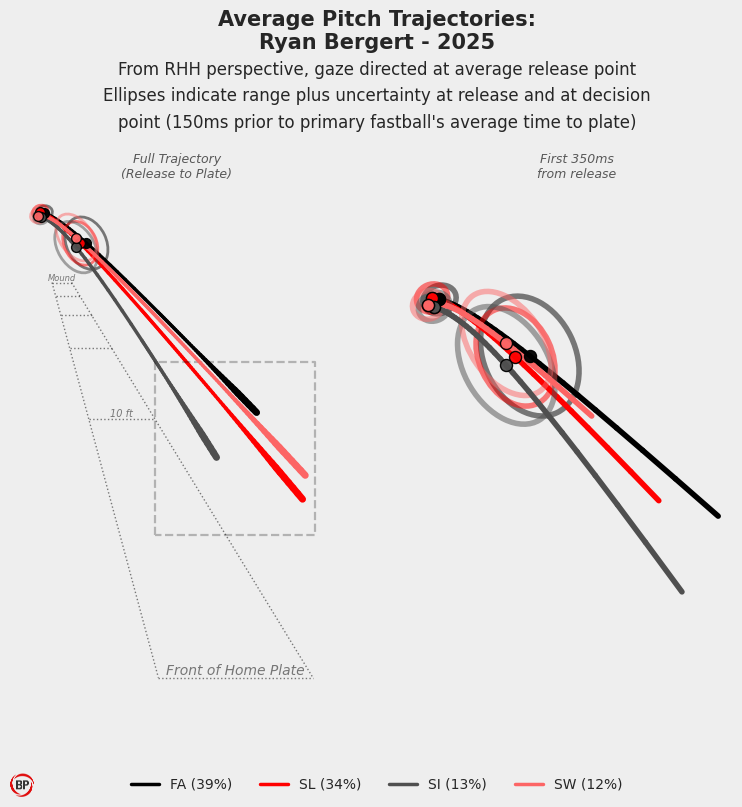 Average Pitch Trajectories:
Ryan Bergert - 2025
From RHH perspective, gaze directed at average release point
Ellipses indicate range plus uncertainty at release and at decision
point (150ms prior to primary fastball's average time to plate)
Full Trajectory
(Release to Plate)
First 350ms
from release
Mound
10 ft
Front of Home Plate
BP
FA (39%)
SL (34%)
SI (13%)
SW (12%)